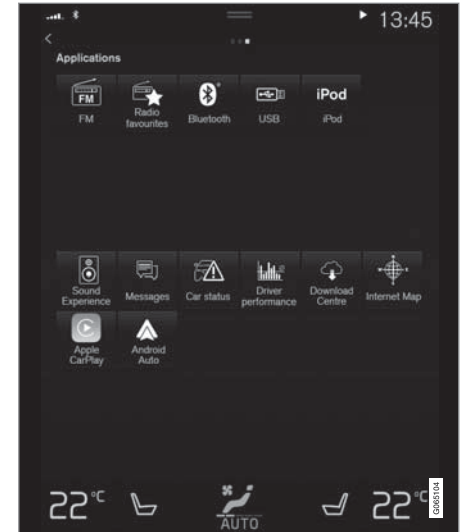 13:45
Applications
FM
FM
Radio
favourites
Bluetooth
USB
iPod
iPod
Sound
Experience
Messages
Car status
Driver
performance
Download
Centre
Internet Map
Apple
CarPlay
Android
Auto
22°C
AUTO
22°C
G065104